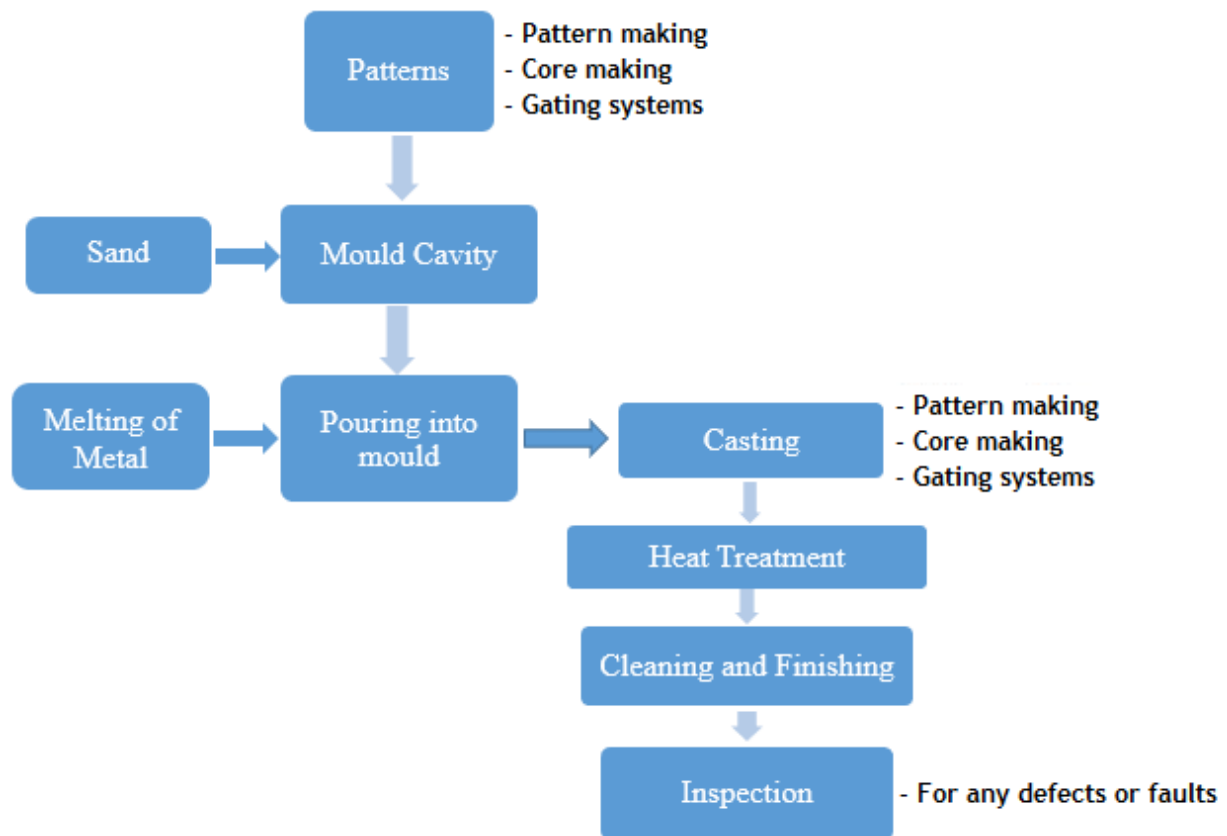 Patterns
- Pattern making
- Core making
- Gating systems
Sand
Mould Cavity
Melting of
Metal
Pouring into
mould
Casting
- Pattern making
- Core making
- Gating systems
Heat Treatment
Cleaning and Finishing
Inspection
- For any defects or faults